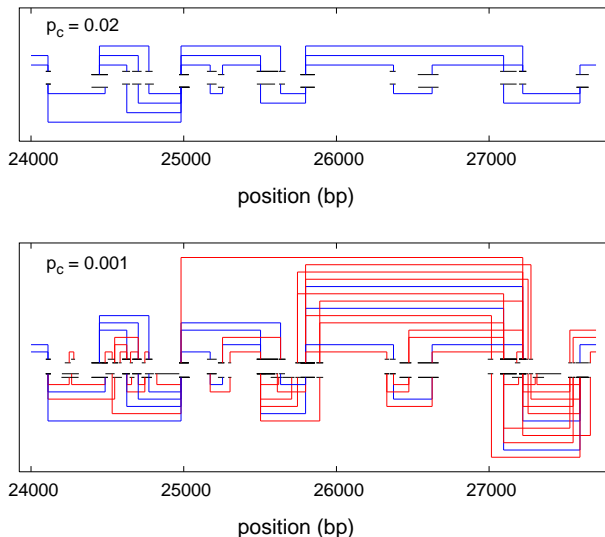 p_c = 0.02
24000 25000 26000 27000
position (bp)
p_c = 0.001
24000 25000 26000 27000
position (bp)